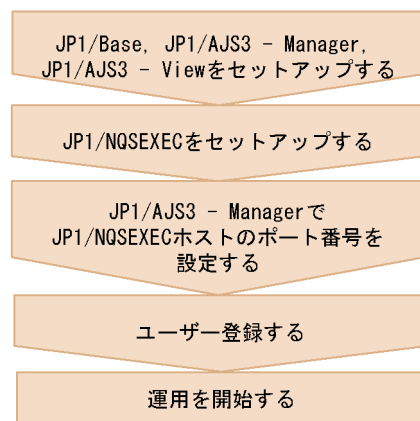 JP1/Base, JP1/AJS3 - Manager,
JP1/AJS3 - Viewをセットアップする
JP1/NQSEXECをセットアップする
JP1/AJS3 - Managerで
JP1/NQSEXECホストのポート番号を
設定する
ユーザー登録する
運用を開始する